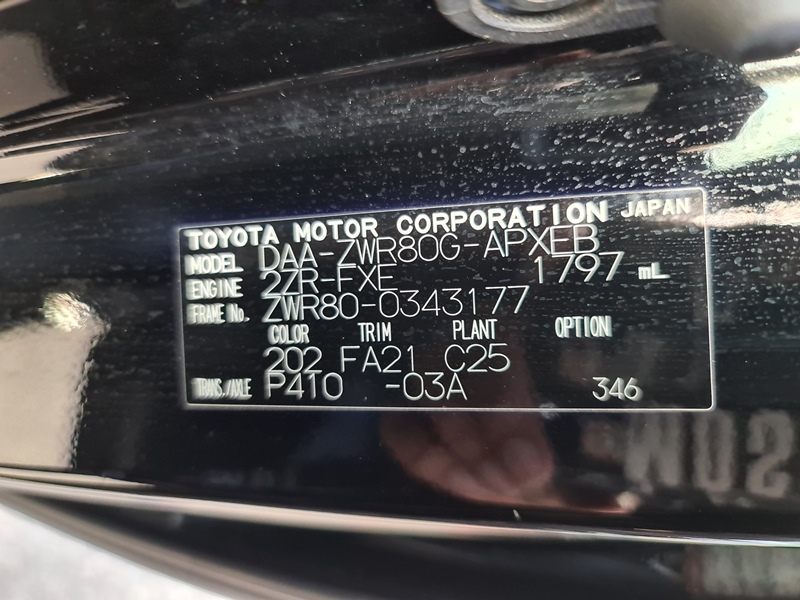 TOYOTA MOTOR CORPORATION JAPAN
MODEL DAA-ZWR80G-APXEB
ENGINE 2ZR-FXE 1797 mL
FRAME No. ZWR80-0343177
COLOR TRIM PLANT OPTION
202 FA21 C25
TRANS./AXLE P410 -03A 346